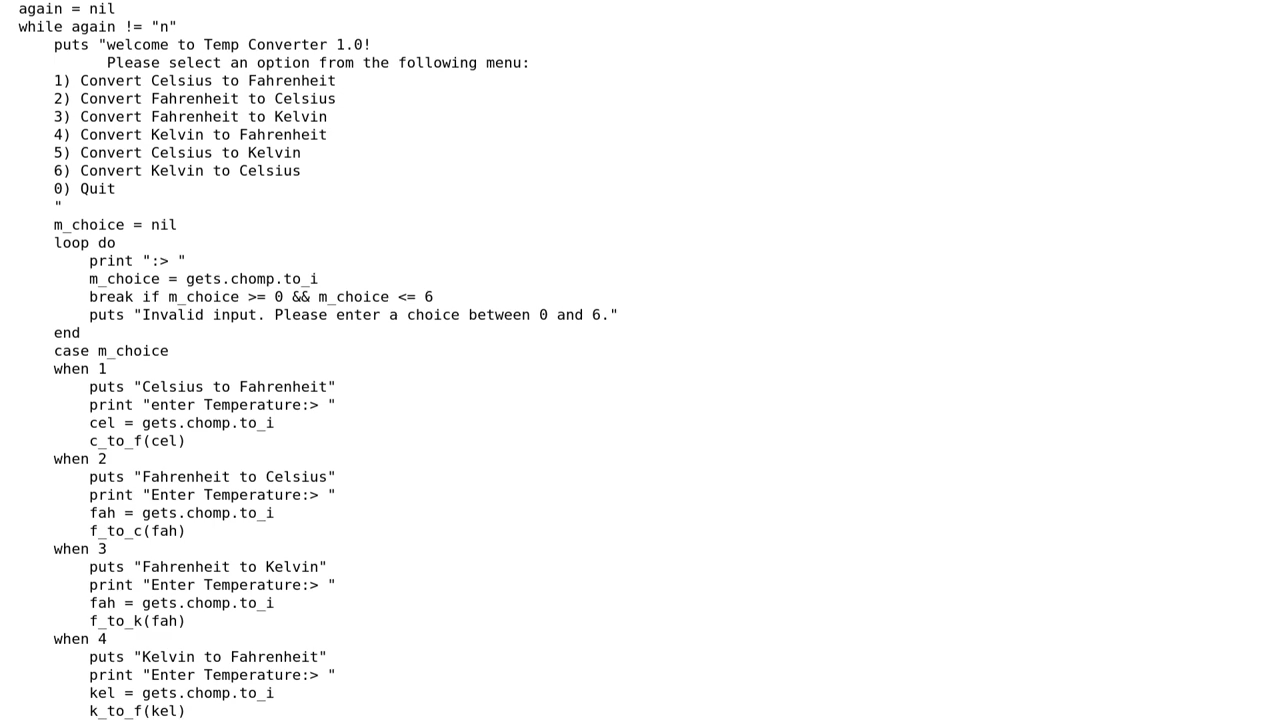 again = nil
while again != "n"
    puts "welcome to Temp Converter 1.0!
          Please select an option from the following menu:
    1) Convert Celsius to Fahrenheit
    2) Convert Fahrenheit to Celsius
    3) Convert Fahrenheit to Kelvin
    4) Convert Kelvin to Fahrenheit
    5) Convert Celsius to Kelvin
    6) Convert Kelvin to Celsius
    0) Quit
    "
    m_choice = nil
    loop do
        print ":> "
        m_choice = gets.chomp.to_i
        break if m_choice >= 0 && m_choice <= 6
        puts "Invalid input. Please enter a choice between 0 and 6."
    end
    case m_choice
    when 1
        puts "Celsius to Fahrenheit"
        print "enter Temperature:> "
        cel = gets.chomp.to_i
        c_to_f(cel)
    when 2
        puts "Fahrenheit to Celsius"
        print "Enter Temperature:> "
        fah = gets.chomp.to_i
        f_to_c(fah)
    when 3
        puts "Fahrenheit to Kelvin"
        print "Enter Temperature:> "
        fah = gets.chomp.to_i
        f_to_k(fah)
    when 4
        puts "Kelvin to Fahrenheit"
        print "Enter Temperature:> "
        kel = gets.chomp.to_i
        k_to_f(kel)